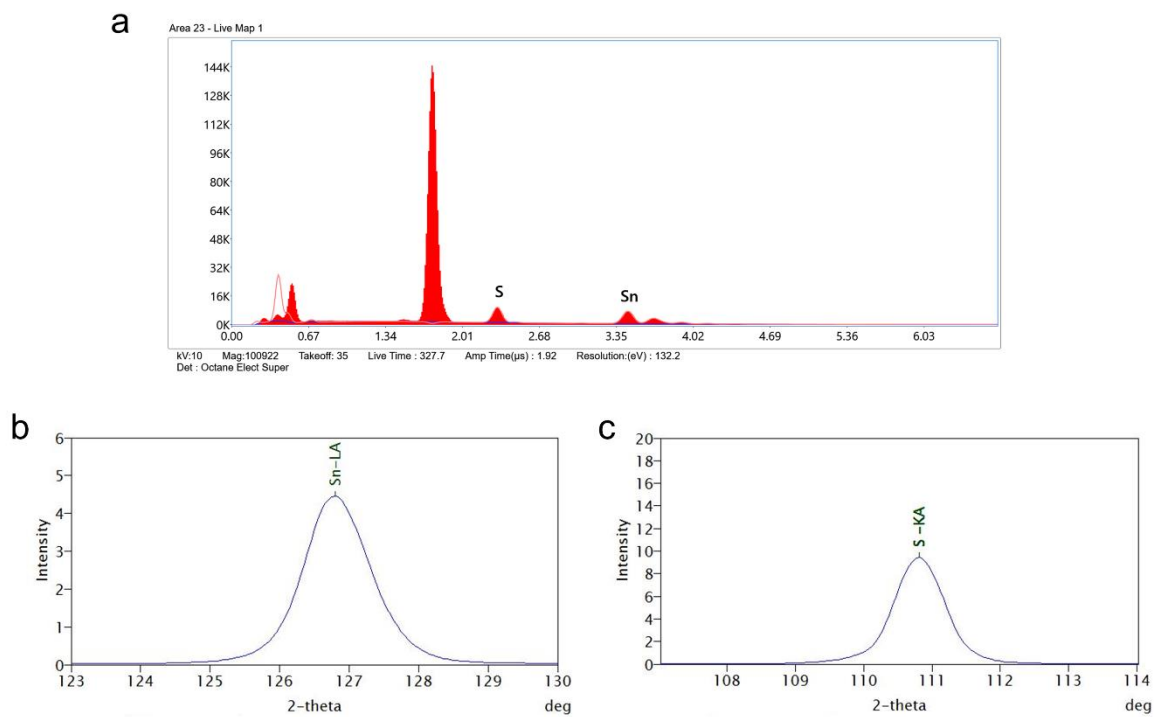 a
Area 23 - Live Map 1
144K
128K
112K
96K
80K
64K
48K
32K
16K
0K
S
Sn
0.00 0.67 1.34 2.01 2.68 3.35 4.02 4.69 5.36 6.03
kV:10 Mag:100922 Takeoff: 35 Live Time : 327.7 Amp Time(μs) : 1.92 Resolution:(eV) : 132.2
Det : Octane Elect Super
b
6
5
4
3
2
1
0
Intensity
Sn-LA
123 124 125 126 127 128 129 130
2-theta deg
c
20
18
16
14
12
10
8
6
4
2
0
Intensity
S -KA
108 109 110 111 112 113 114
2-theta deg